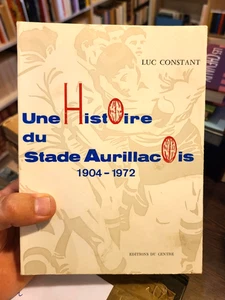 LUC CONSTANT
Une Histoire
du
Stade Aurillacois
1904-1972
EDITIONS DU CENTRE